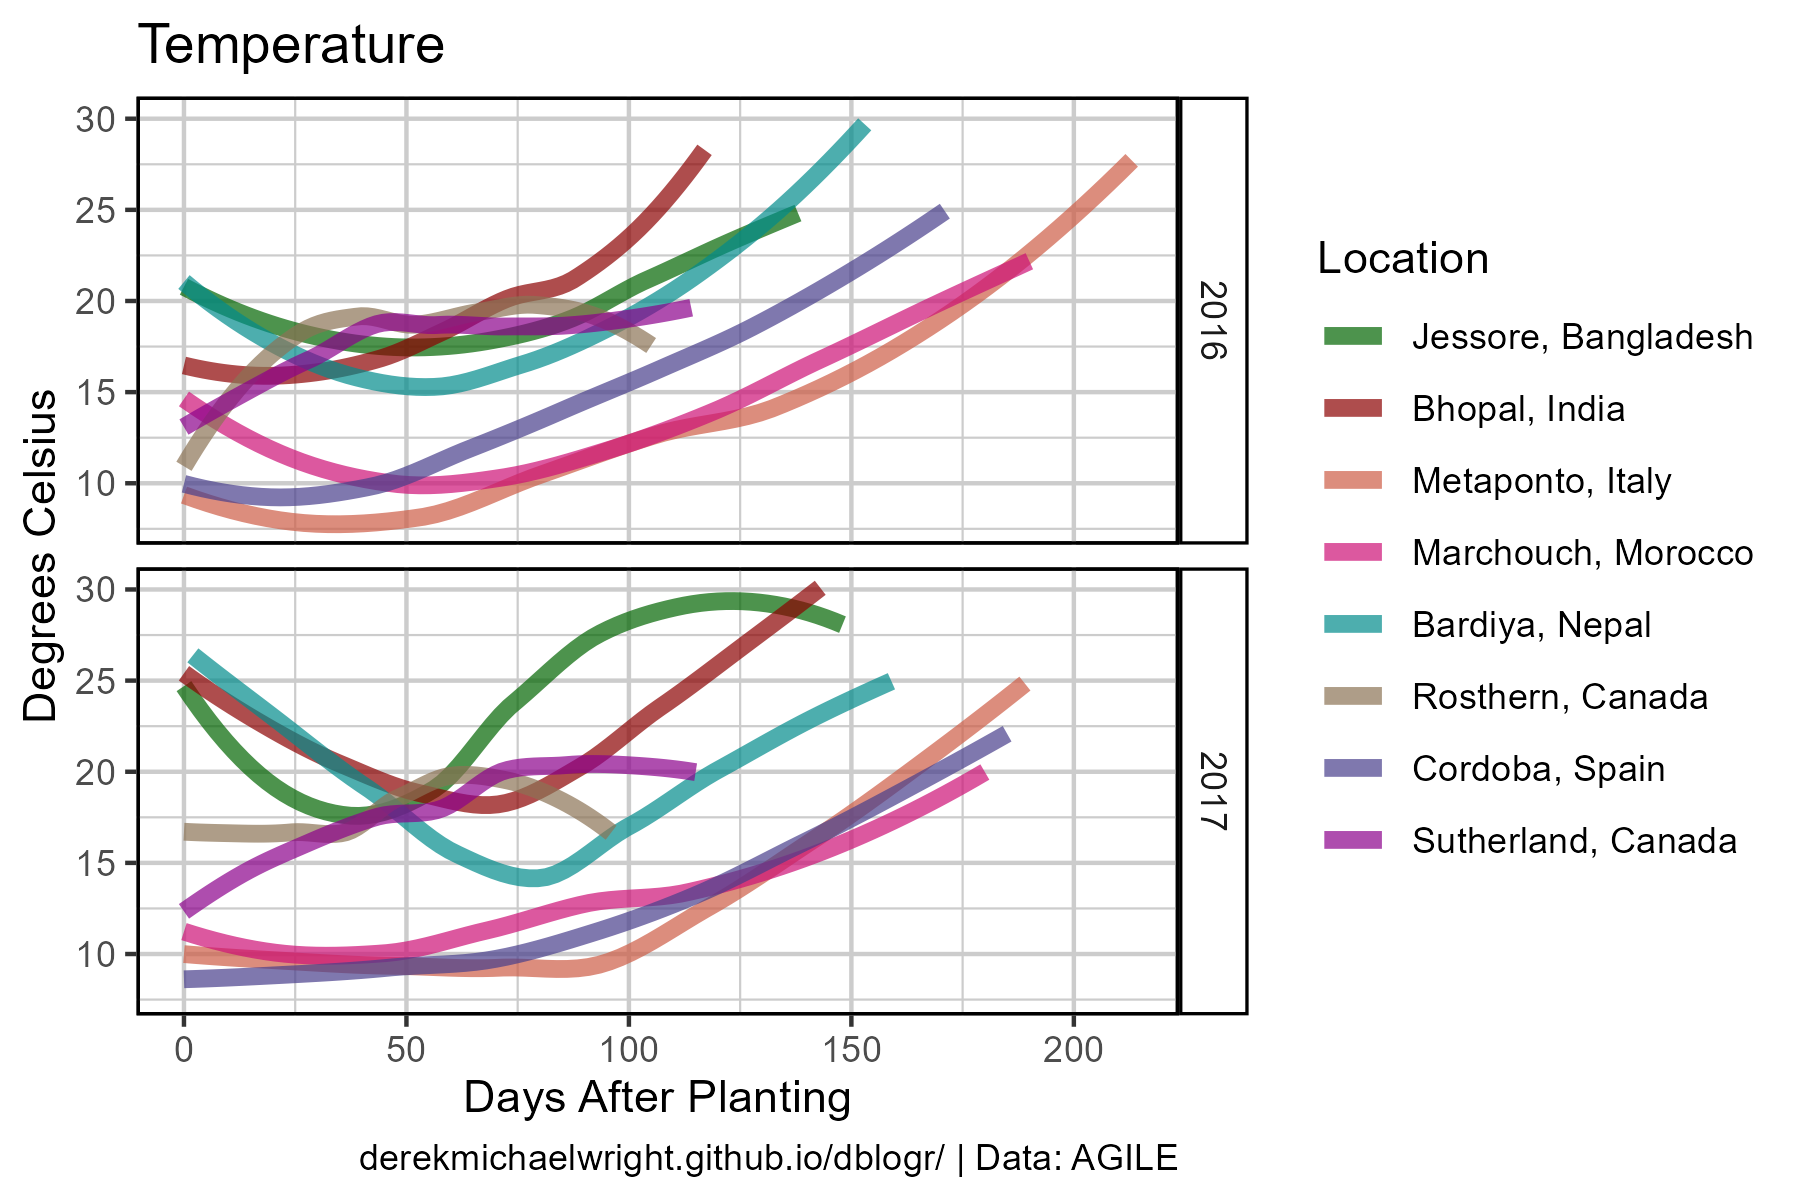 Temperature
Degrees Celsius
30
25
20
15
10
2016
30
25
20
15
10
2017
0 50 100 150 200
Days After Planting
Location
Jessore, Bangladesh
Bhopal, India
Metaponto, Italy
Marchouch, Morocco
Bardiya, Nepal
Rosthern, Canada
Cordoba, Spain
Sutherland, Canada
derekmichaelwright.github.io/dblogr/ | Data: AGILE